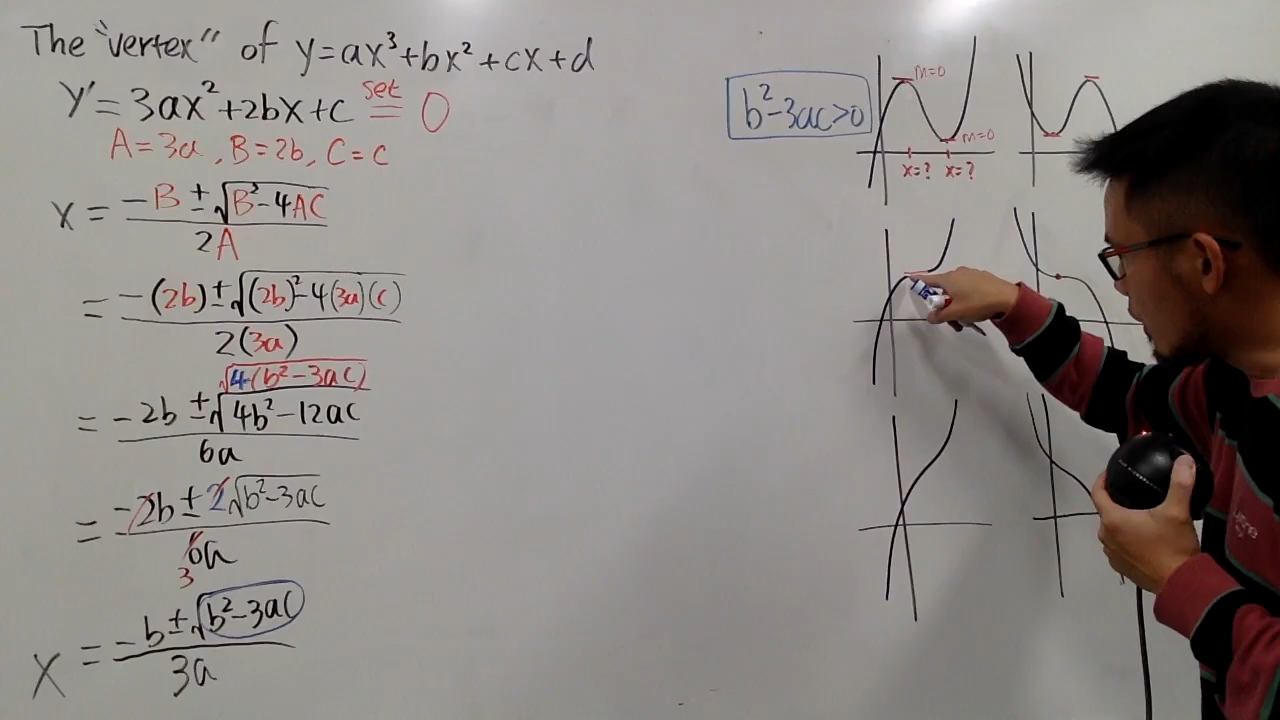 The "vertex" of y=ax³+bx²+cx+d
y'=3ax²+2bx+c set= 0
A=3a, B=2b, C=c
x = (-B ± √(B²-4AC)) / 2A
= (-(2b) ± √((2b)²-4(3a)(c))) / 2(3a)
√(4(b²-3ac))
= (-2b ± √(4b²-12ac)) / 6a
= (-2b ± 2√(b²-3ac)) / 6a
3
x = (-b ± √(b²-3ac)) / 3a
b²-3ac>0
m=0
m=0
x=? x=?